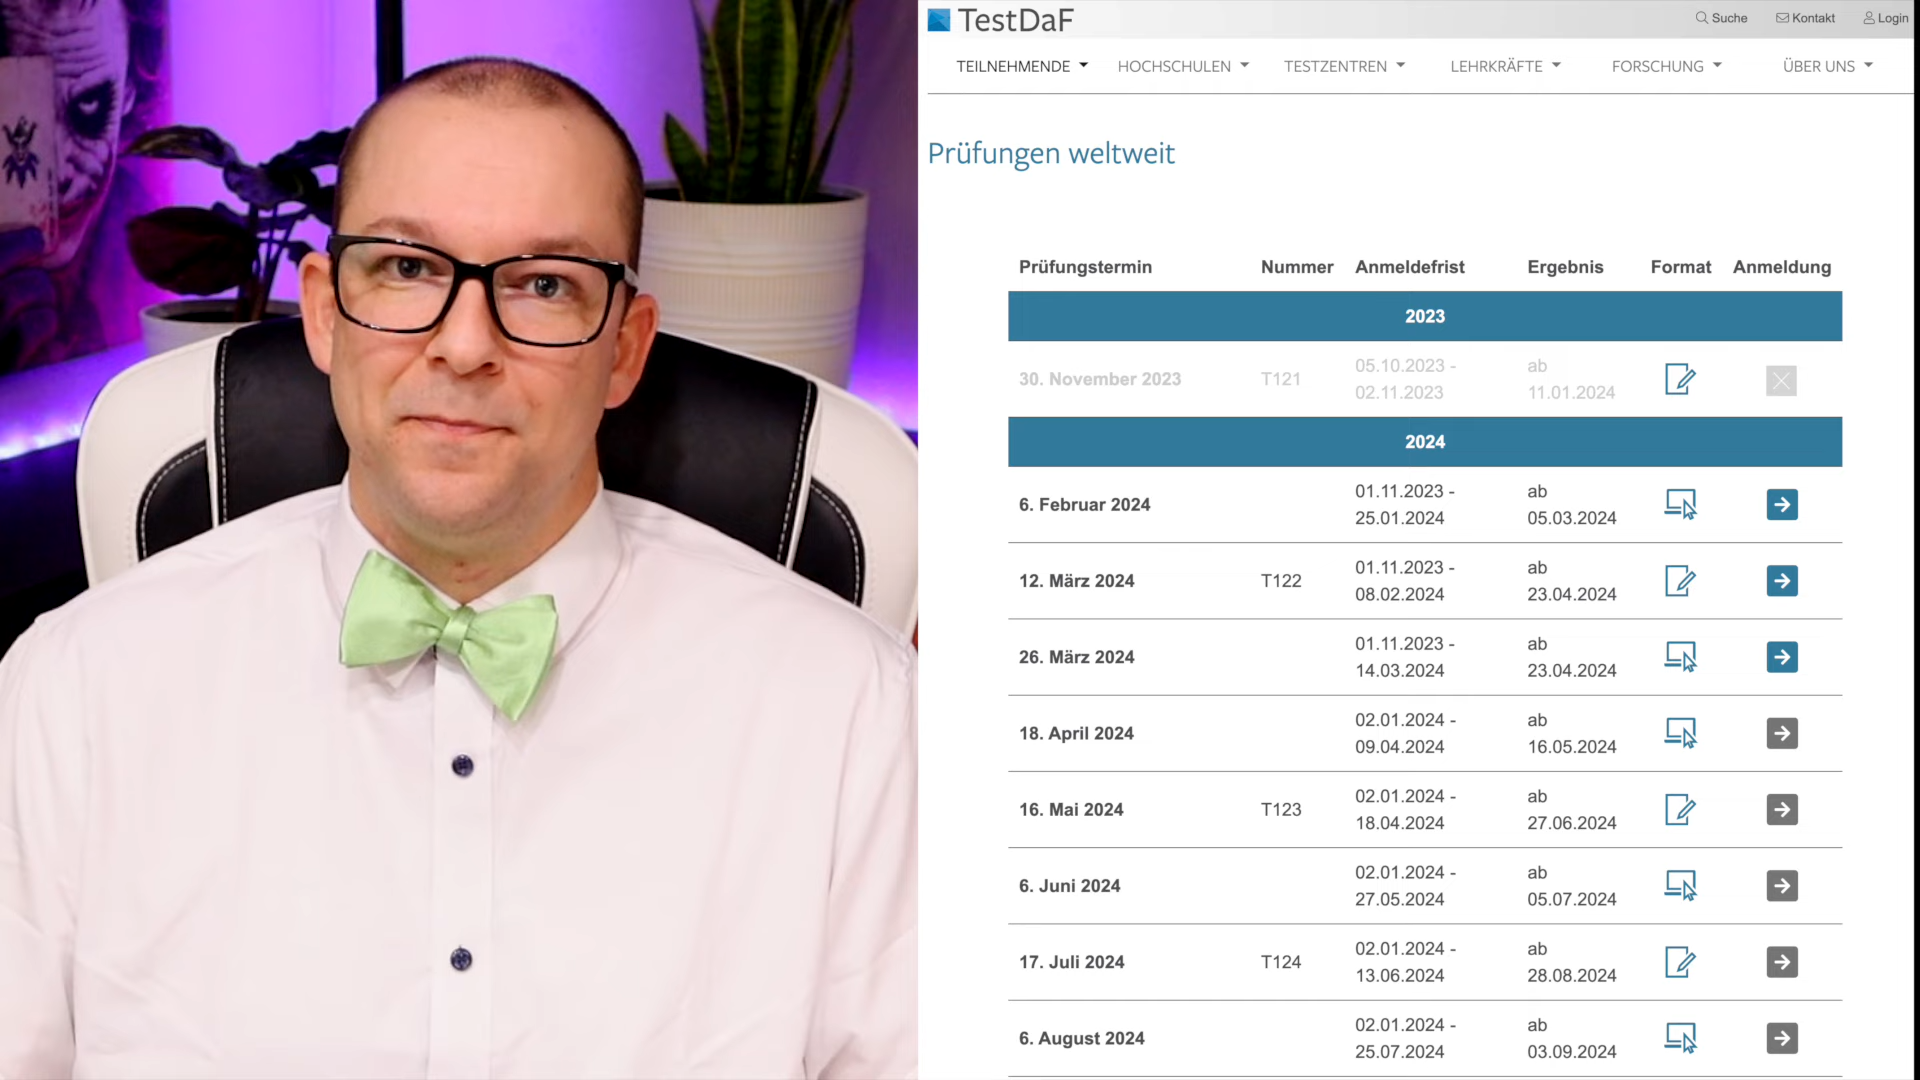 TestDaF
Suche
Kontakt
Login
TEILNEHMENDE
HOCHSCHULEN
TESTZENTREN
LEHRKRÄFTE
FORSCHUNG
ÜBER UNS
Prüfungen weltweit
Prüfungstermin Nummer Anmeldefrist Ergebnis Format Anmeldung
2023
30. November 2023 T121 05.10.2023 - 02.11.2023 ab 11.01.2024
2024
6. Februar 2024 01.11.2023 - 25.01.2024 ab 05.03.2024
12. März 2024 T122 01.11.2023 - 08.02.2024 ab 23.04.2024
26. März 2024 01.11.2023 - 14.03.2024 ab 23.04.2024
18. April 2024 02.01.2024 - 09.04.2024 ab 16.05.2024
16. Mai 2024 T123 02.01.2024 - 18.04.2024 ab 27.06.2024
6. Juni 2024 02.01.2024 - 27.05.2024 ab 05.07.2024
17. Juli 2024 T124 02.01.2024 - 13.06.2024 ab 28.08.2024
6. August 2024 02.01.2024 - 25.07.2024 ab 03.09.2024